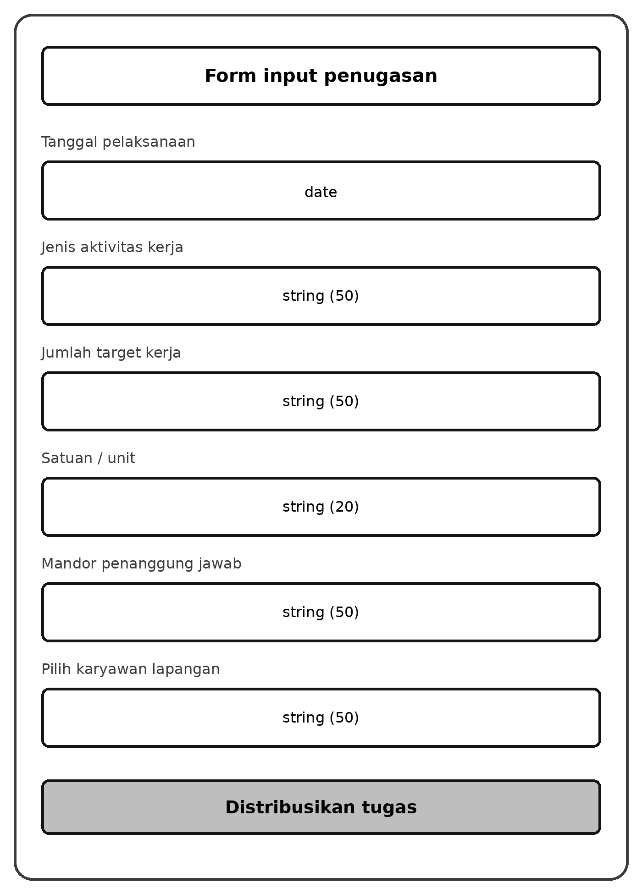 Form input penugasan
Tanggal pelaksanaan
date
Jenis aktivitas kerja
string (50)
Jumlah target kerja
string (50)
Satuan / unit
string (20)
Mandor penanggung jawab
string (50)
Pilih karyawan lapangan
string (50)
Distribusikan tugas